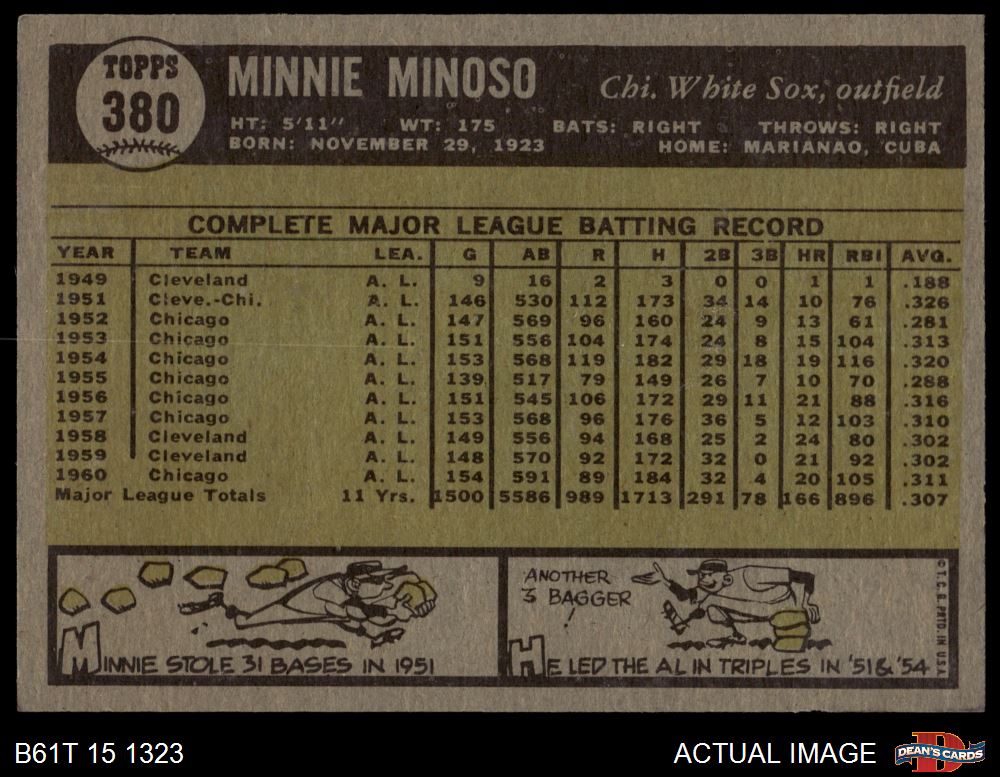 TOPPS
380
MINNIE MINOSO
Chi. White Sox, outfield
HT: 5'11" WT: 175 BATS: RIGHT THROWS: RIGHT
BORN: NOVEMBER 29, 1923 HOME: MARIANAO, CUBA
COMPLETE MAJOR LEAGUE BATTING RECORD
YEAR TEAM LEA. G AB R H 2B 3B HR RBI AVG.
1949 Cleveland A. L. 9 16 2 3 0 0 1 1 .188
1951 Cleve.-Chi. A. L. 146 530 112 173 34 14 10 76 .326
1952 Chicago A. L. 147 569 96 160 24 9 13 61 .281
1953 Chicago A. L. 151 556 104 174 24 8 15 104 .313
1954 Chicago A. L. 153 568 119 182 29 18 19 116 .320
1955 Chicago A. L. 139 517 79 149 26 7 10 70 .288
1956 Chicago A. L. 151 545 106 172 29 11 21 88 .316
1957 Chicago A. L. 153 568 96 176 36 5 12 103 .310
1958 Cleveland A. L. 149 556 94 168 25 2 24 80 .302
1959 Cleveland A. L. 148 570 92 172 32 0 21 92 .302
1960 Chicago A. L. 154 591 89 184 32 4 20 105 .311
Major League Totals 11 Yrs. 1500 5586 989 1713 291 78 166 896 .307
MINNIE STOLE 31 BASES IN 1951
ANOTHER
3 BAGGER
!
HE LED THE AL IN TRIPLES IN '51 & '54
© T. C. G. PRTD. IN U.S.A.
B61T 15 1323
ACTUAL IMAGE
D
DEAN'S CARDS